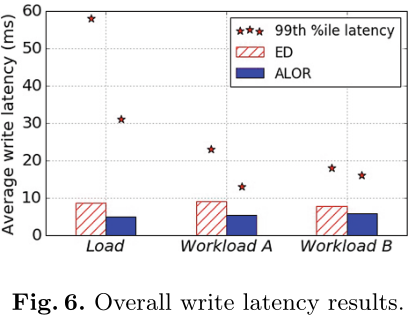 Average write latency (ms)
60
50
40
30
20
10
0
99th %ile latency
ED
ALOR
Load Workload A Workload B
Fig. 6. Overall write latency results.